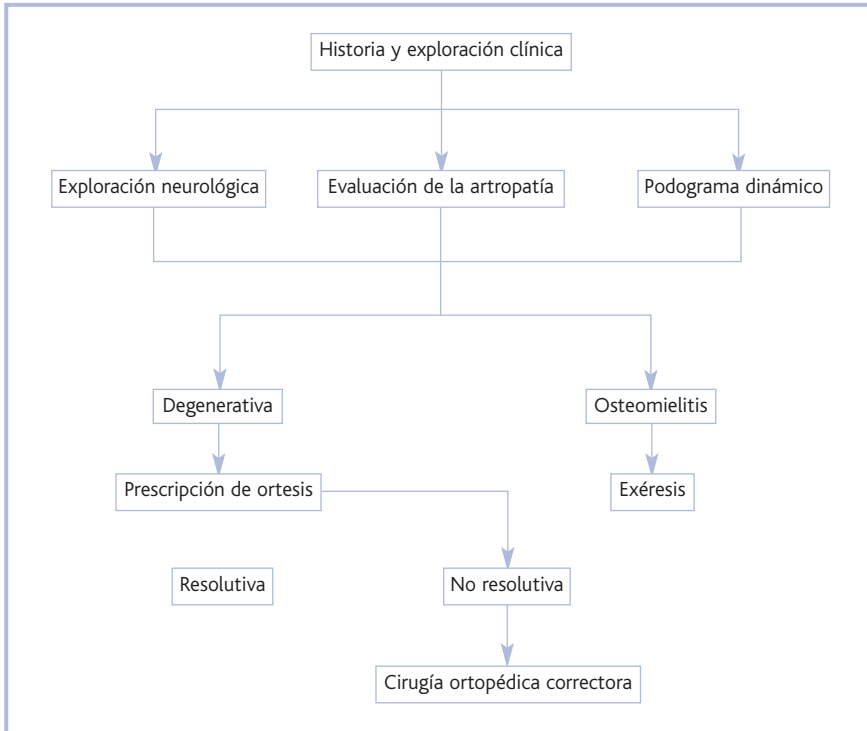 Historia y exploración clínica
Exploración neurológica
Evaluación de la artropatía
Podograma dinámico
Degenerativa
Osteomielitis
Prescripción de ortesis
Exéresis
Resolutiva
No resolutiva
Cirugía ortopédica correctora